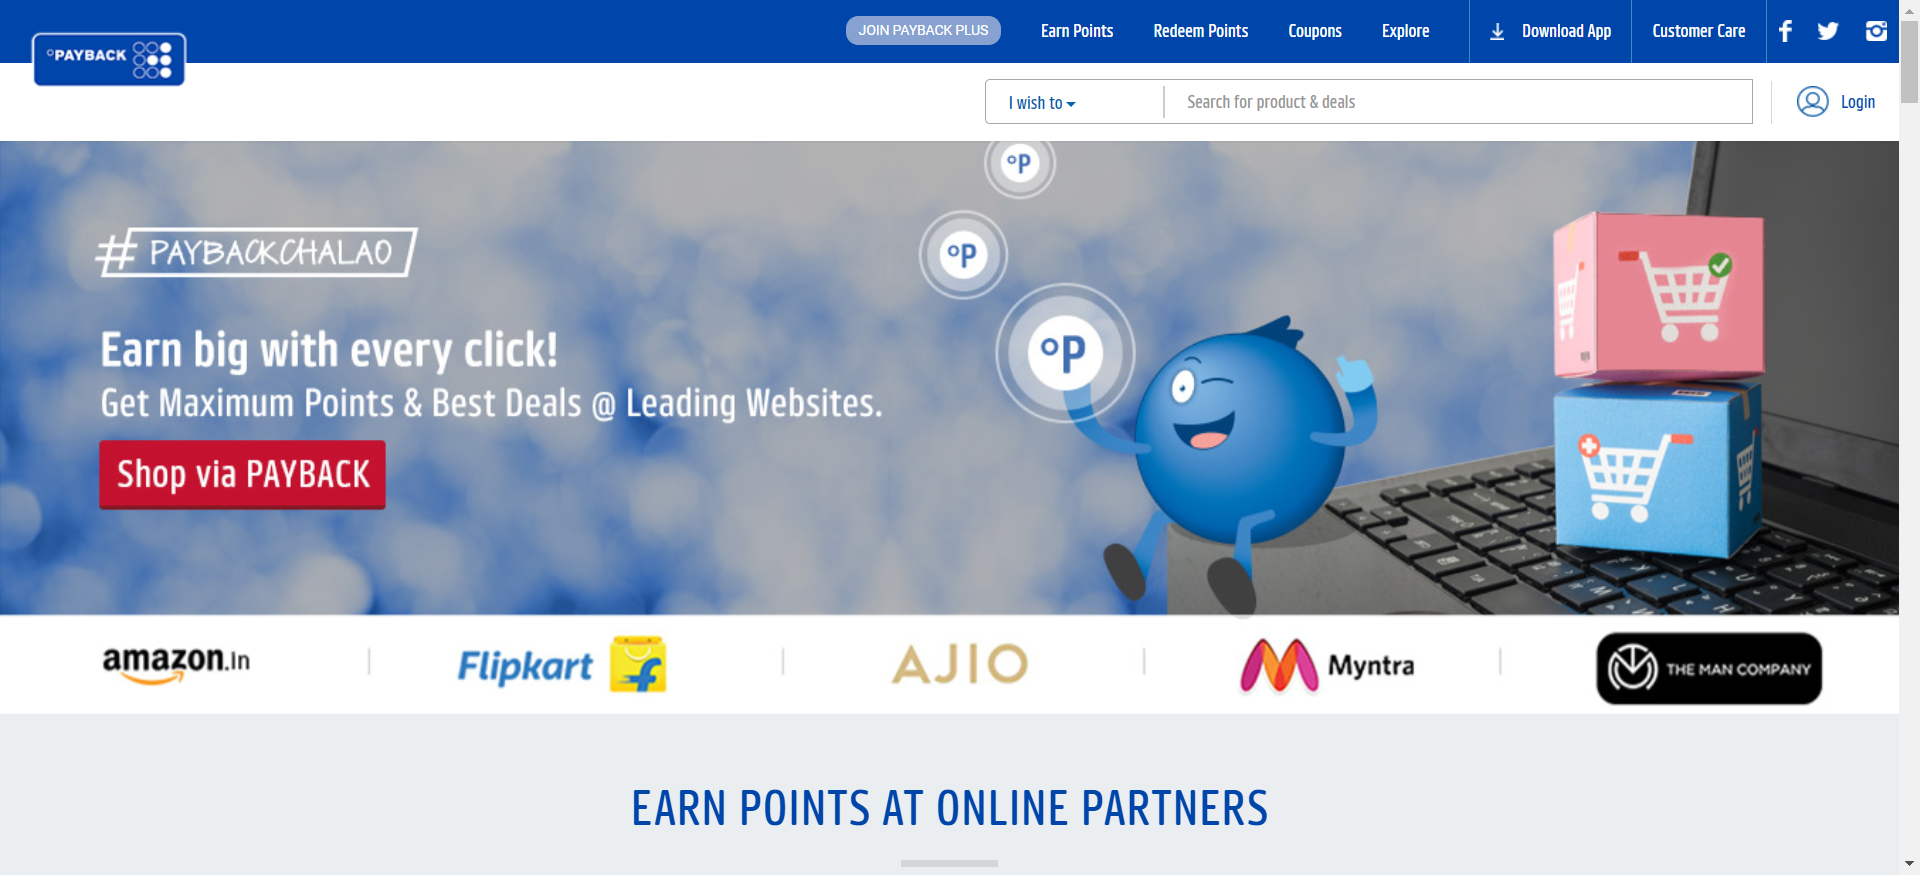 JOIN PAYBACK PLUS
Earn Points
Redeem Points
Coupons
Explore
Download App
Customer Care
°PAYBACK
I wish to
Search for product & deals
Login
°P
°P
°P
# PAYBACKCHALAO
Earn big with every click!
Get Maximum Points & Best Deals @ Leading Websites.
Shop via PAYBACK
amazon.in
Flipkart
AJIO
Myntra
THE MAN COMPANY
EARN POINTS AT ONLINE PARTNERS